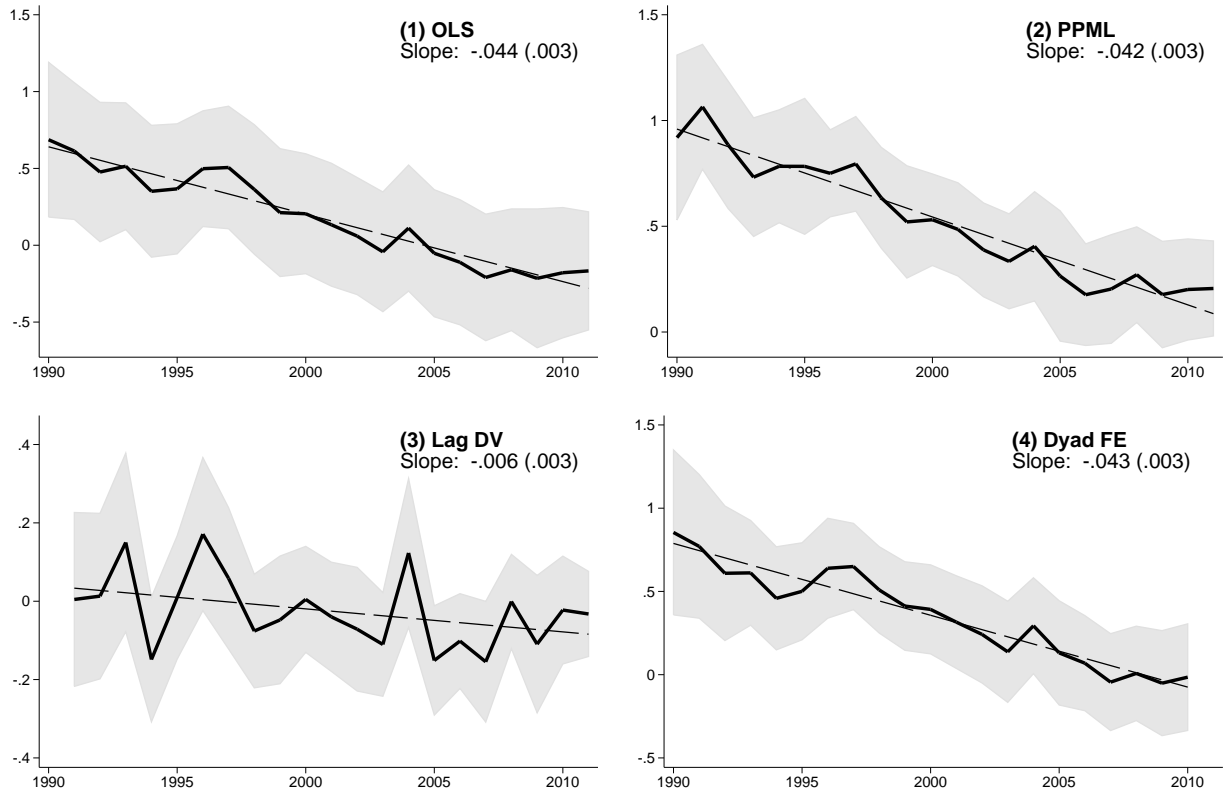 (1) OLS
Slope: -.044 (.003)
1.5
1
.5
0
-.5
1990 1995 2000 2005 2010
(2) PPML
Slope: -.042 (.003)
1.5
1
.5
0
1990 1995 2000 2005 2010
(3) Lag DV
Slope: -.006 (.003)
.4
.2
0
-.2
-.4
1990 1995 2000 2005 2010
(4) Dyad FE
Slope: -.043 (.003)
1.5
1
.5
0
-.5
1990 1995 2000 2005 2010